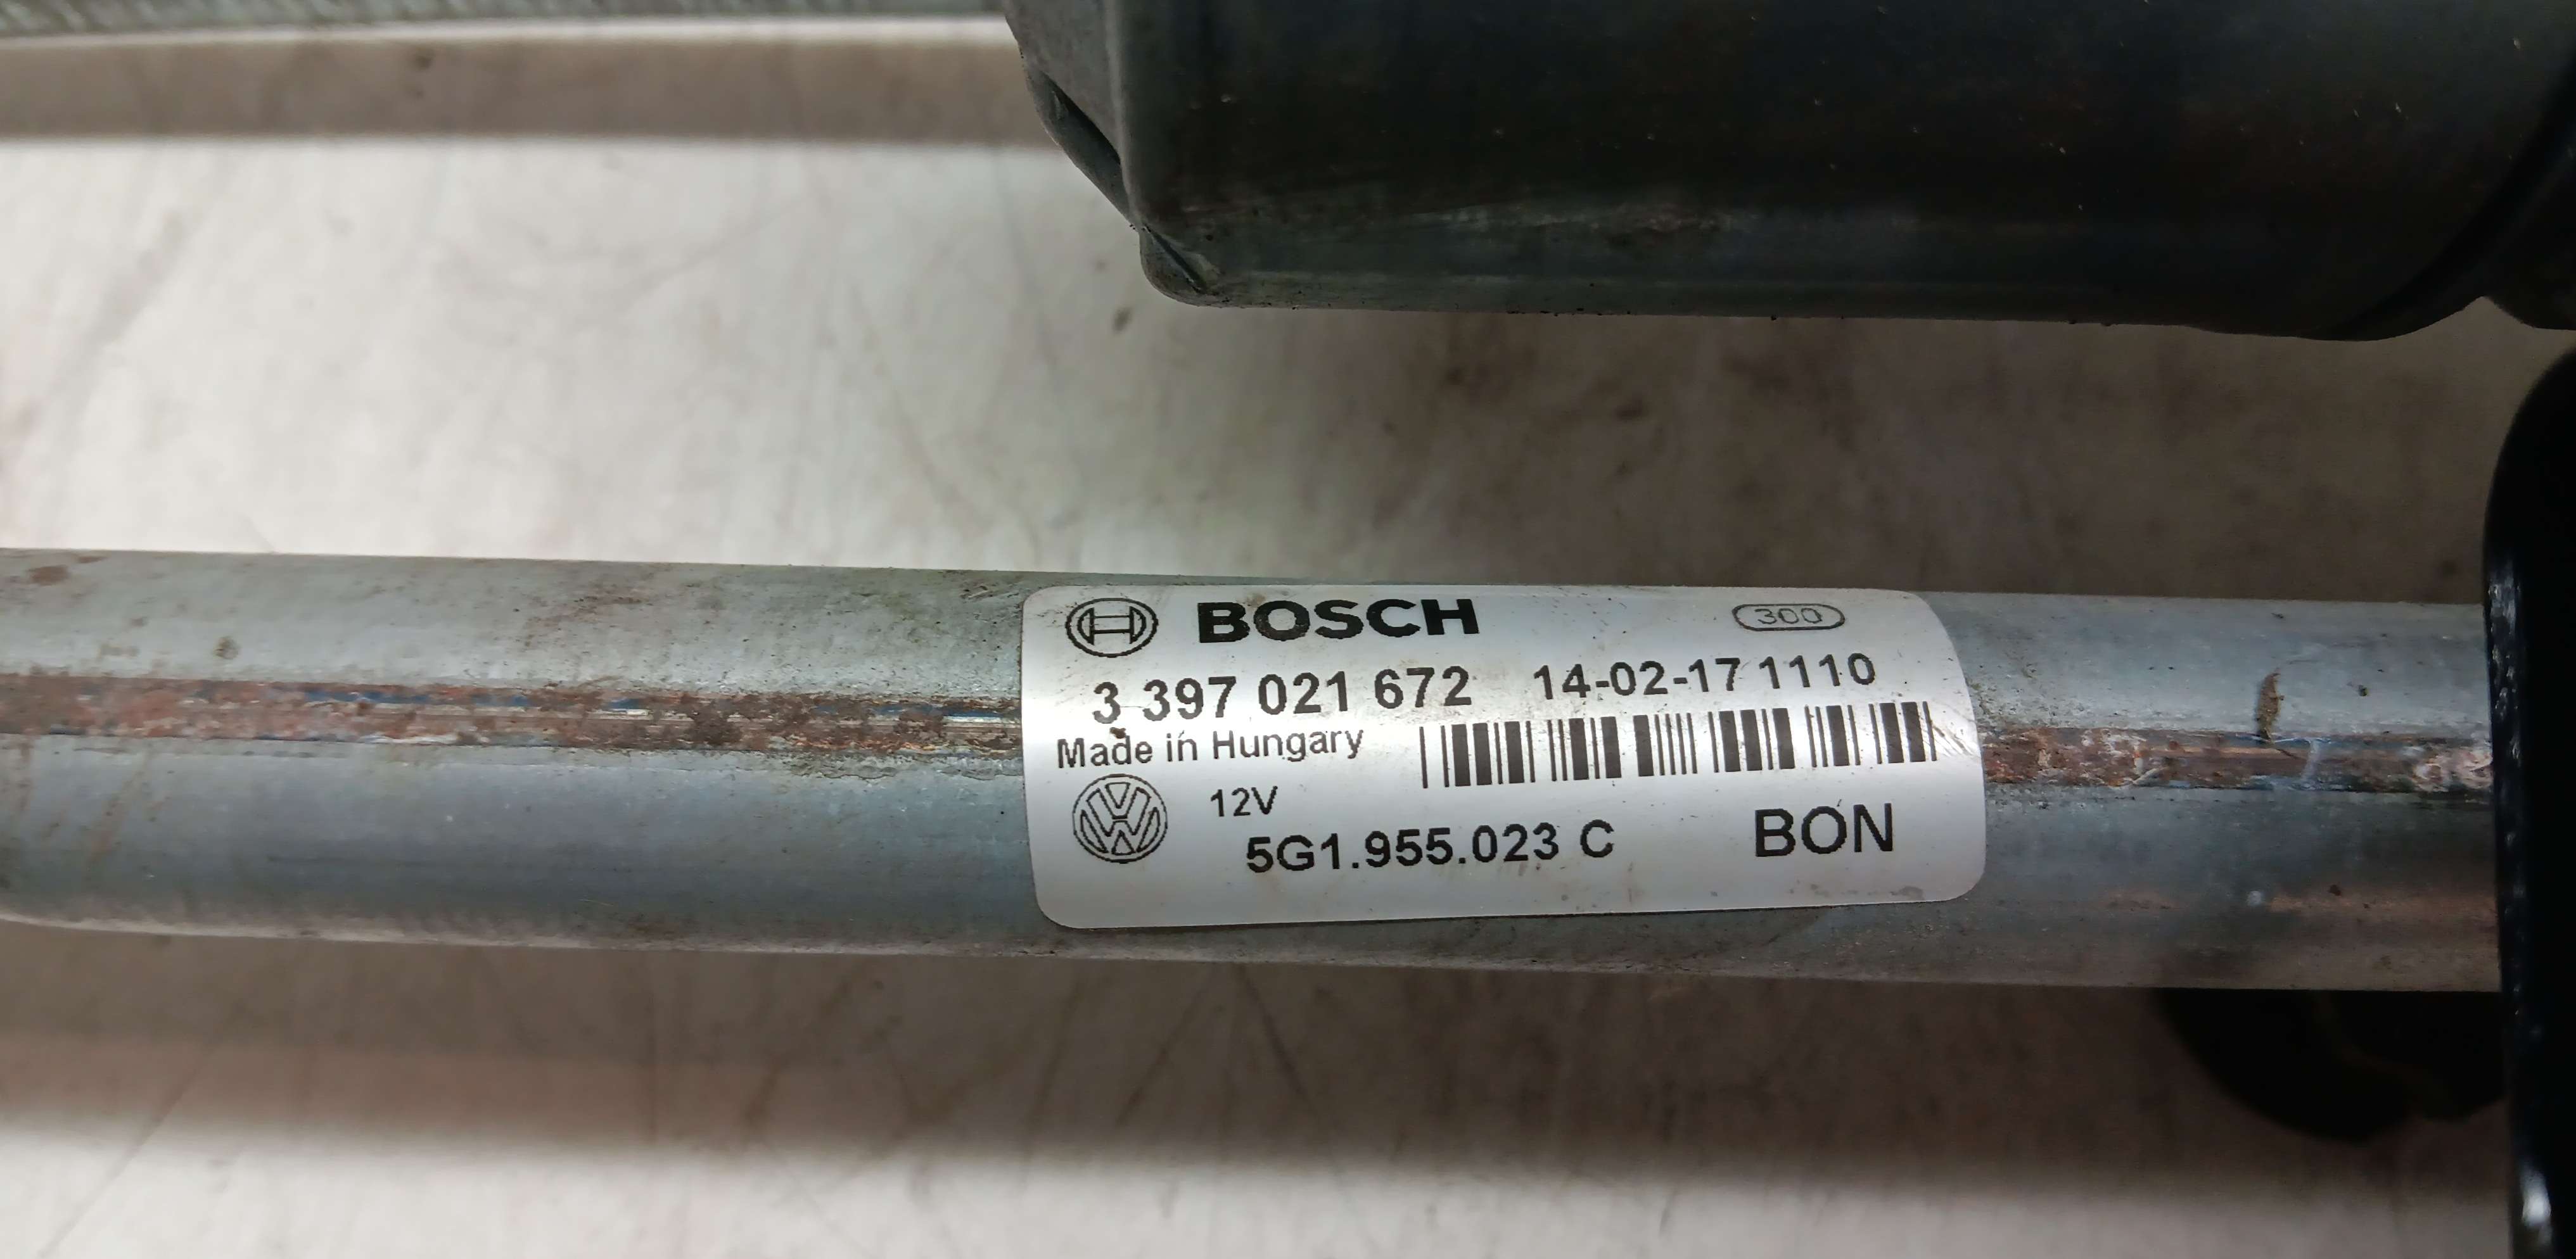 BOSCH 300
3 397 021 672 14-02-17 1110
Made in Hungary
12V
5G1.955.023 C BON